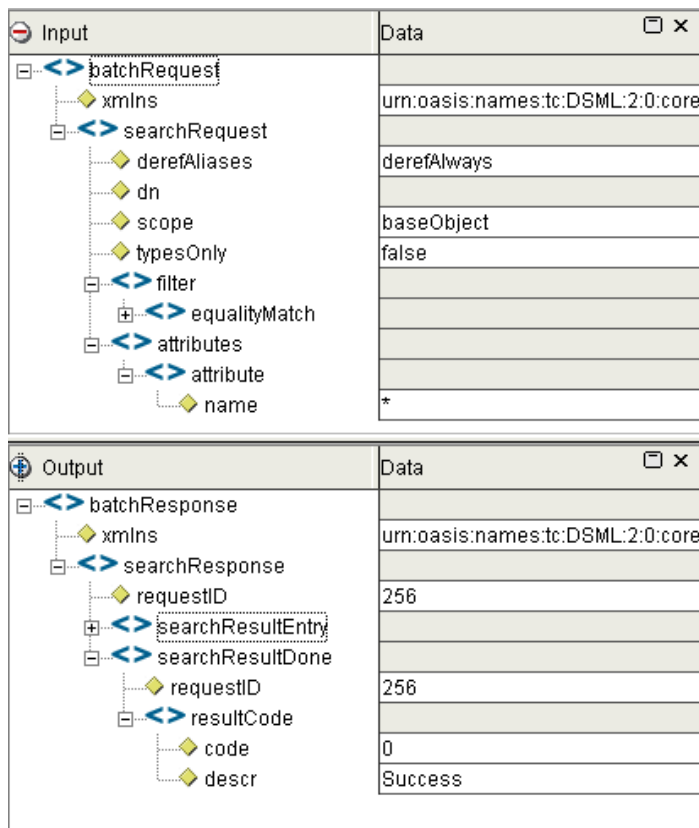 Input Data
batchRequest
xmlns urn:oasis:names:tc:DSML:2:0:core
searchRequest
derefAliases derefAlways
dn
scope baseObject
typesOnly false
filter
equalityMatch
attributes
attribute
name *
Output Data
batchResponse
xmlns urn:oasis:names:tc:DSML:2:0:core
searchResponse
requestID 256
searchResultEntry
searchResultDone
requestID 256
resultCode
code 0
descr Success